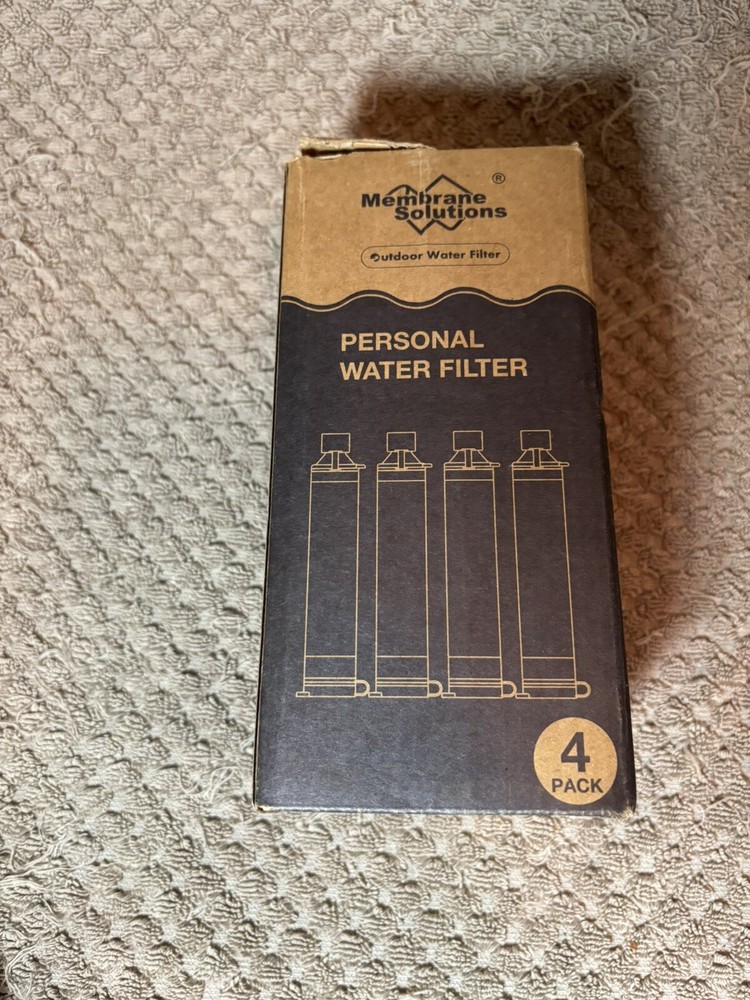 Membrane ®
Solutions
Outdoor Water Filter
PERSONAL
WATER FILTER
4
PACK